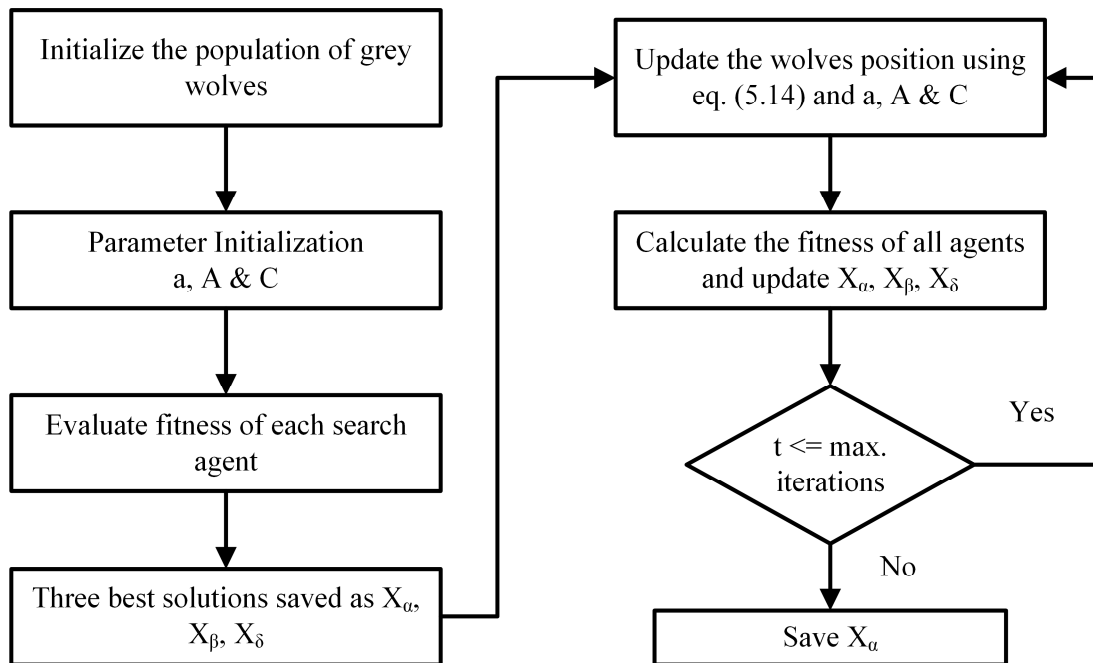 Initialize the population of grey
wolves
Parameter Initialization
a, A & C
Evaluate fitness of each search
agent
Three best solutions saved as Xα,
Xβ, Xδ
Update the wolves position using
eq. (5.14) and a, A & C
Calculate the fitness of all agents
and update Xα, Xβ, Xδ
t <= max.
iterations
Yes
No
Save Xα